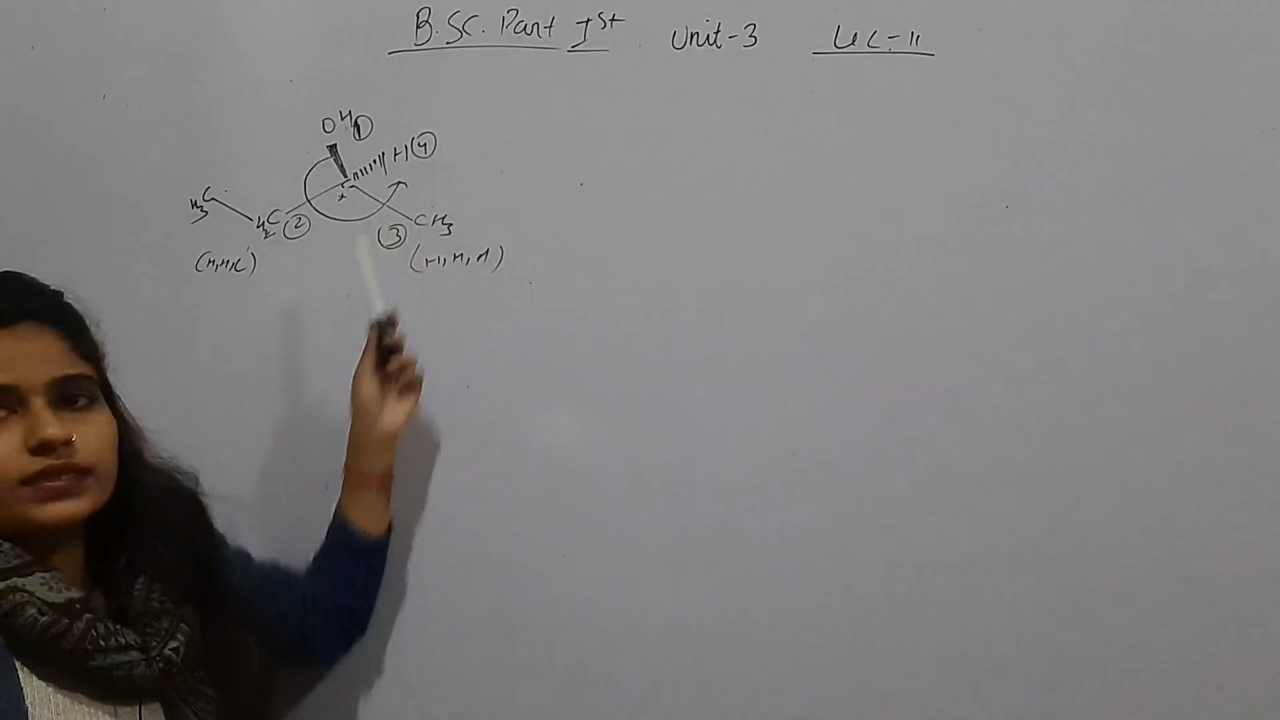 B.SC. Part Ist Unit-3 Lec-11
OH 1
H 4
H3C
H2C 2
*
3 CH3
(H,H,C)
(H,H,H)